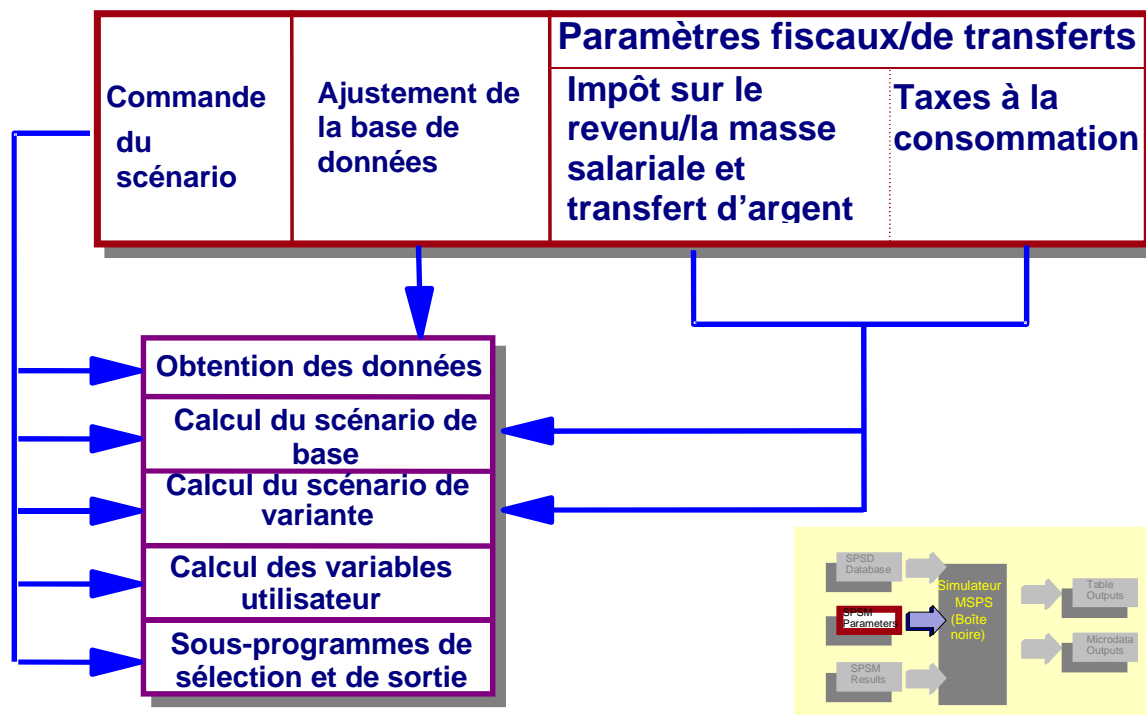 Paramètres fiscaux/de transferts
Commande
du
scénario
Ajustement de
la base de
données
Impôt sur le
revenu/la masse
salariale et
transfert d'argent
Taxes à la
consommation
Obtention des données
Calcul du scénario de
base
Calcul du scénario de
variante
Calcul des variables
utilisateur
Sous-programmes de
sélection et de sortie
SPSD
Database
SPSM
Parameters
SPSM
Results
Simulateur
MSPS
(Boîte
noire)
Table
Outputs
Microdata
Outputs